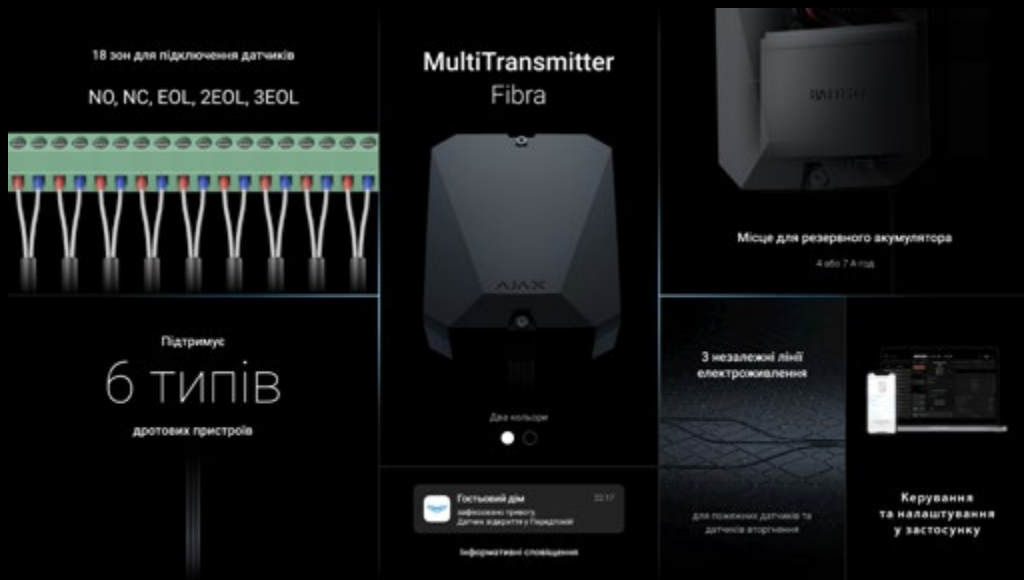 18 зон для підключення датчиків
NO, NC, EOL, 2EOL, 3EOL
Підтримує
6 типів
дротових пристроїв
MultiTransmitter
Fibra
AJAX
Два кольори
Гостьовий дім
22:17
зафіксовано тривогу,
Датчик відкриття у Передпокій
Інформативні сповіщення
Місце для резервного акумулятора
4 або 7 А·год
3 незалежні лінії
електроживлення
для пожежних датчиків та
датчиків вторгнення
Керування
та налаштування
у застосунку